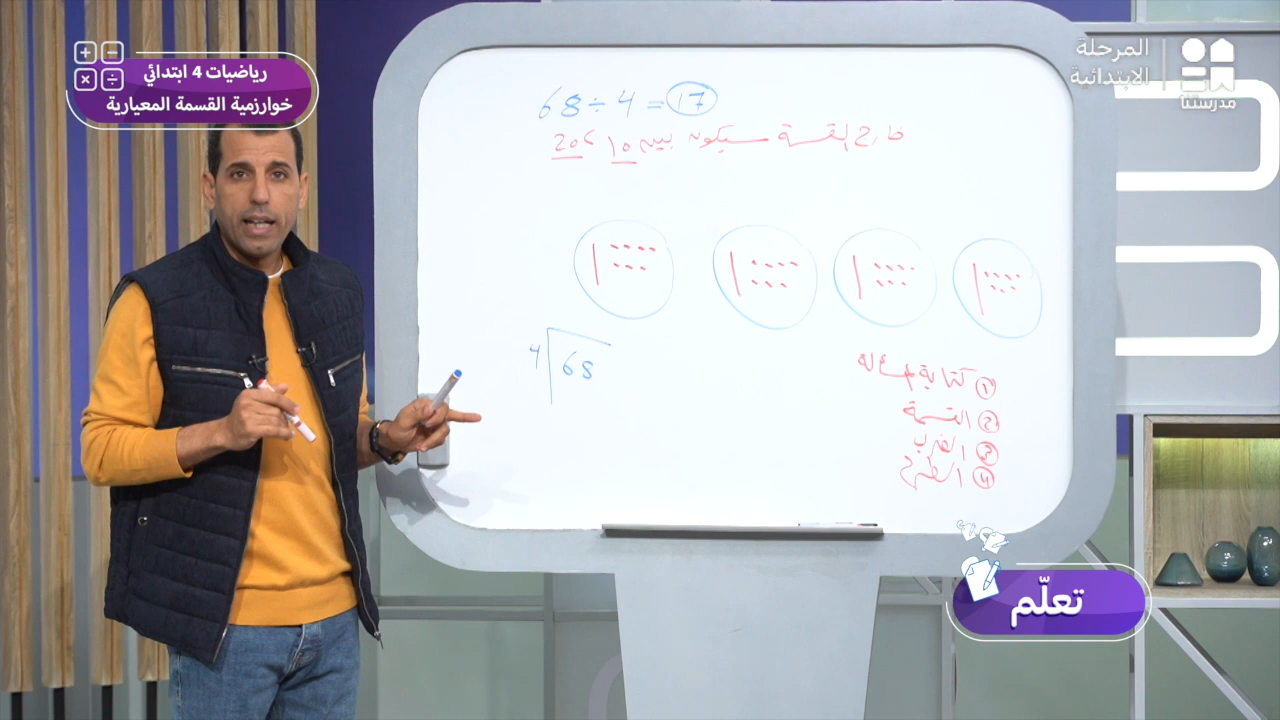 رياضيات 4 ابتدائي
خوارزمية القسمة المعيارية
المرحلة
الابتدائية
مدرستنا
68 ÷ 4 = 17
خارج القسمة سيكون بين 10 و 20
4 68
① كتابة المسألة
② القسمة
③ الضرب
④ الطرح
تعلّم